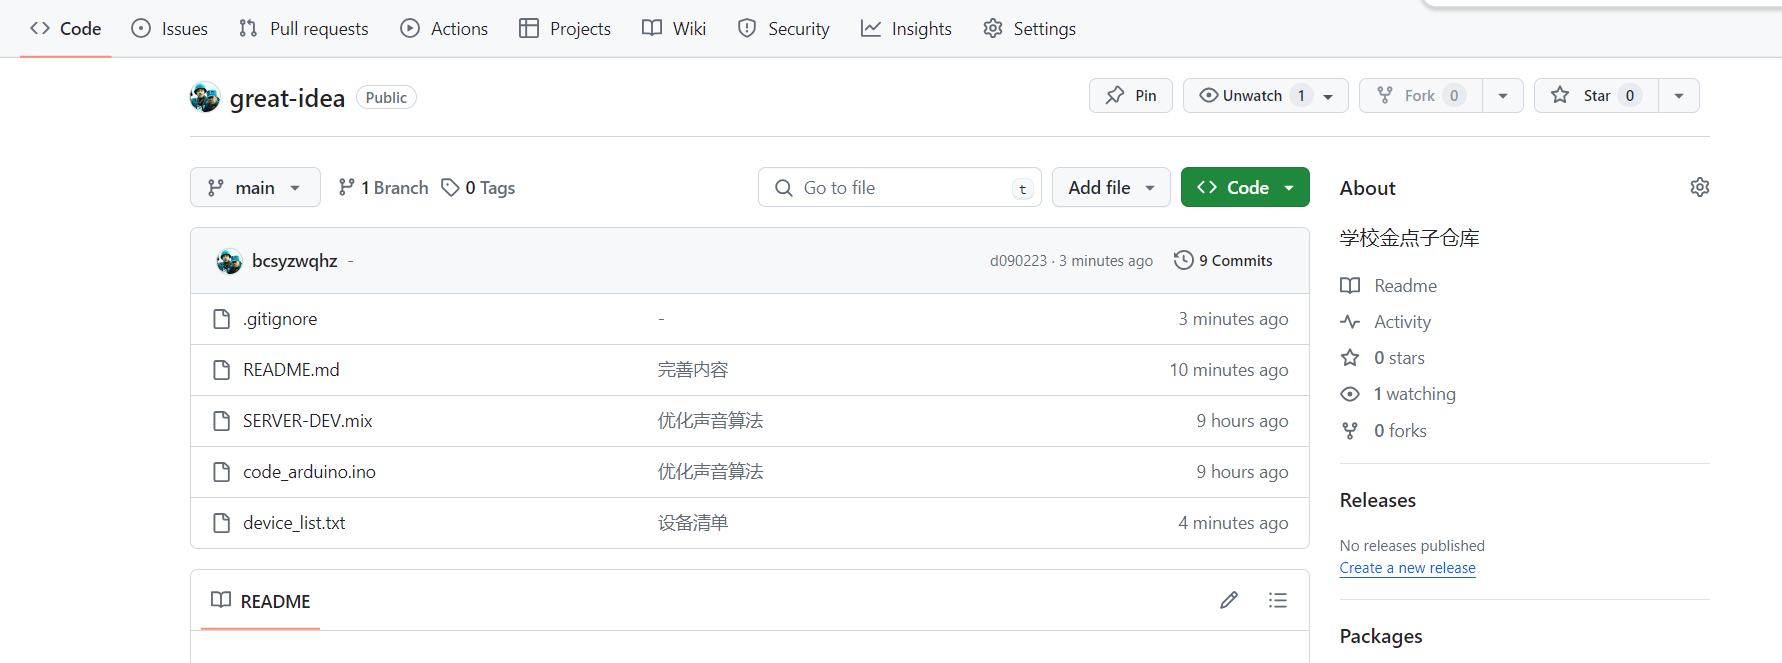 Code Issues Pull requests Actions Projects Wiki Security Insights Settings
great-idea Public Pin Unwatch 1 Fork 0 Star 0
main 1 Branch 0 Tags Go to file t Add file Code
bcsyzwqhz - d090223 · 3 minutes ago 9 Commits
.gitignore - 3 minutes ago
README.md 完善内容 10 minutes ago
SERVER-DEV.mix 优化声音算法 9 hours ago
code_arduino.ino 优化声音算法 9 hours ago
device_list.txt 设备清单 4 minutes ago
README
About
学校金点子仓库
Readme
Activity
0 stars
1 watching
0 forks
Releases
No releases published
Create a new release
Packages